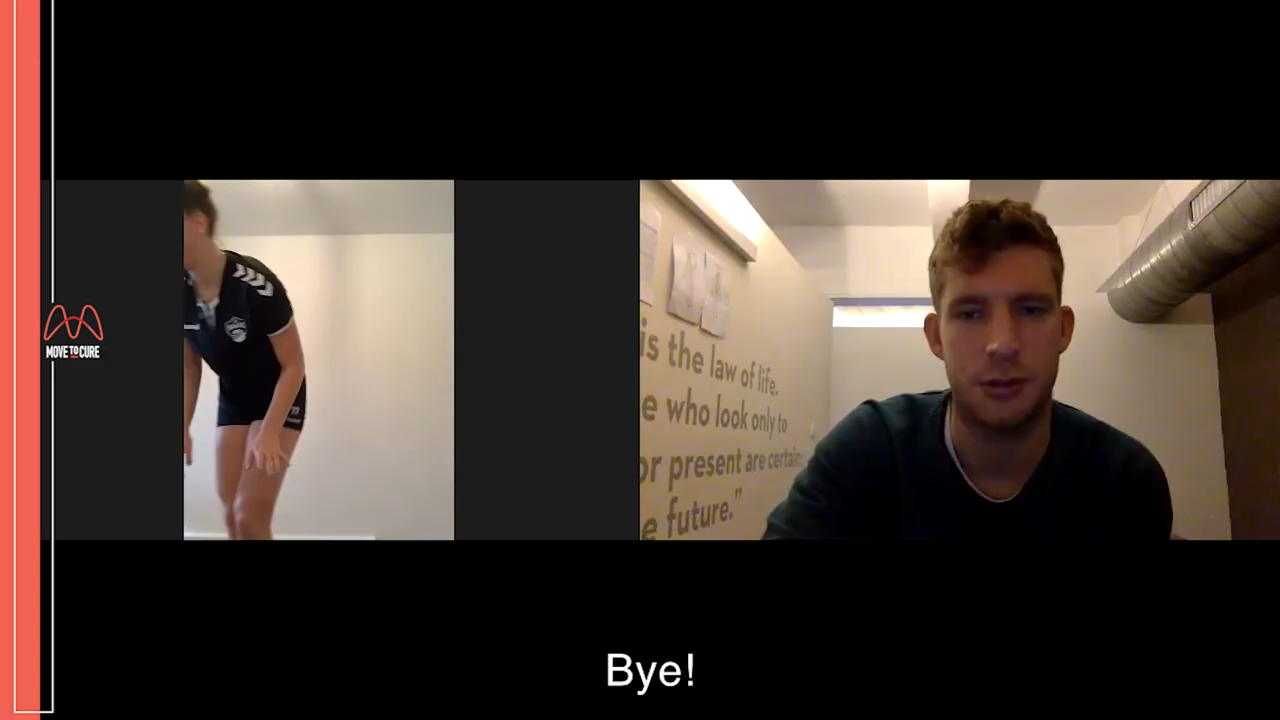 MOVE TO CURE
is the law of life.
e who look only to
or present are certain
e future."
Bye!